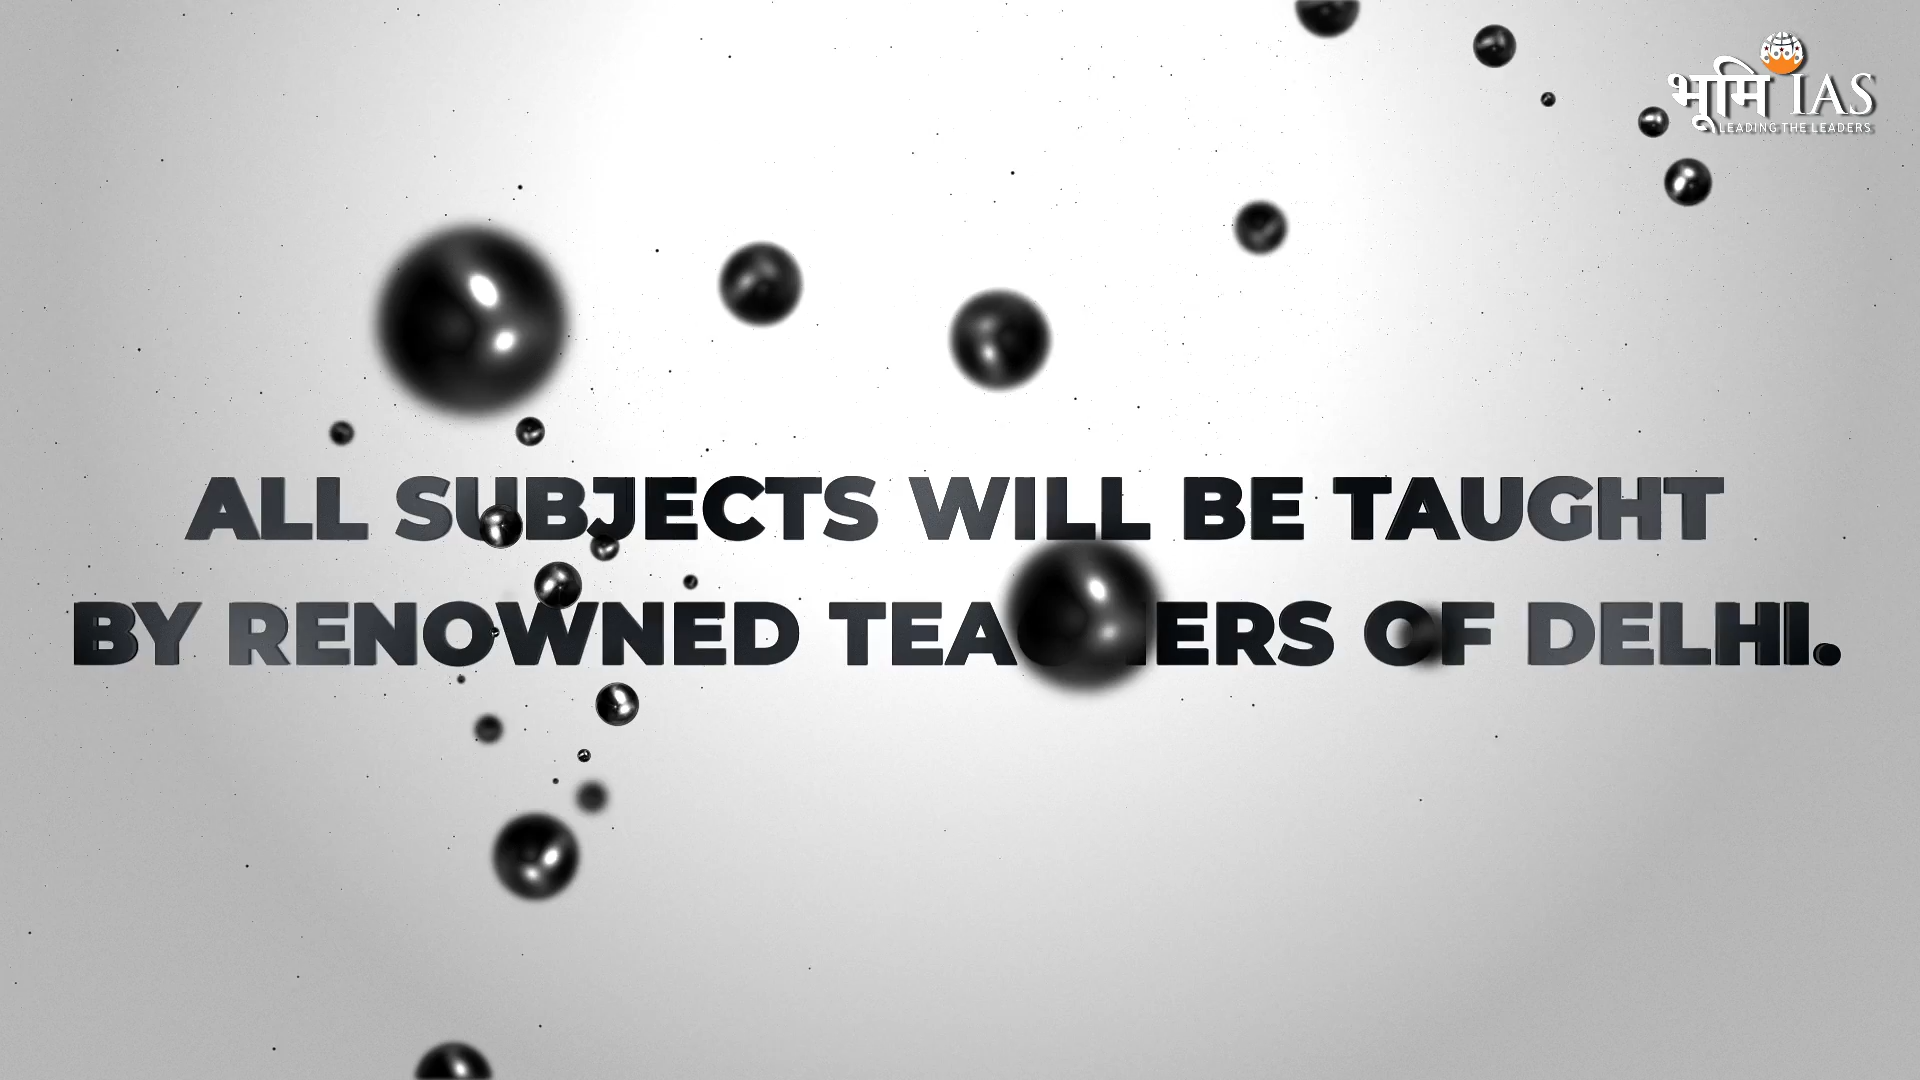 भूमि IAS
LEADING THE LEADERS
ALL SUBJECTS WILL BE TAUGHT
BY RENOWNED TEACHERS OF DELHI.